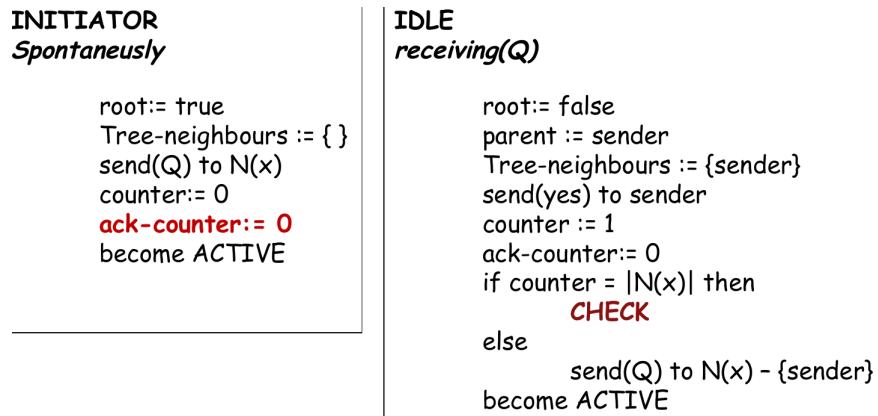 INITIATOR
Spontaneusly
root:= true
Tree-neighbours := { }
send(Q) to N(x)
counter:= 0
ack-counter:= 0
become ACTIVE
IDLE
receiving(Q)
root:= false
parent := sender
Tree-neighbours := {sender}
send(yes) to sender
counter := 1
ack-counter:= 0
if counter = |N(x)| then
CHECK
else
send(Q) to N(x) – {sender}
become ACTIVE